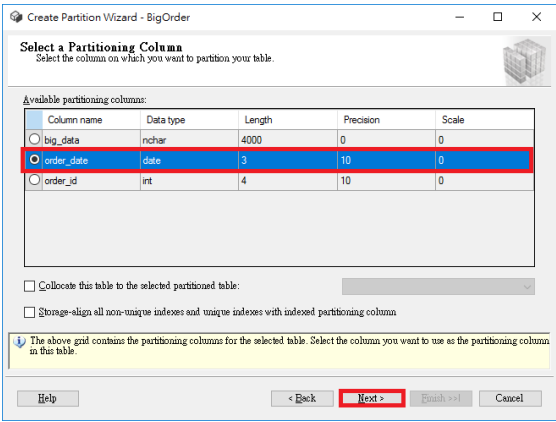 Create Partition Wizard - BigOrder
Select a Partitioning Column
Select the column on which you want to partition your table.
Available partitioning columns:
Column name Data type Length Precision Scale
big_data nchar 4000 0 0
order_date date 3 10 0
order_id int 4 10 0
Collocate this table to the selected partitioned table:
Storage-align all non-unique indexes and unique indexes with indexed partitioning column
The above grid contains the partitioning columns for the selected table. Select the column you want to use as the partitioning column
in this table.
Help < Back Next > Finish >>| Cancel